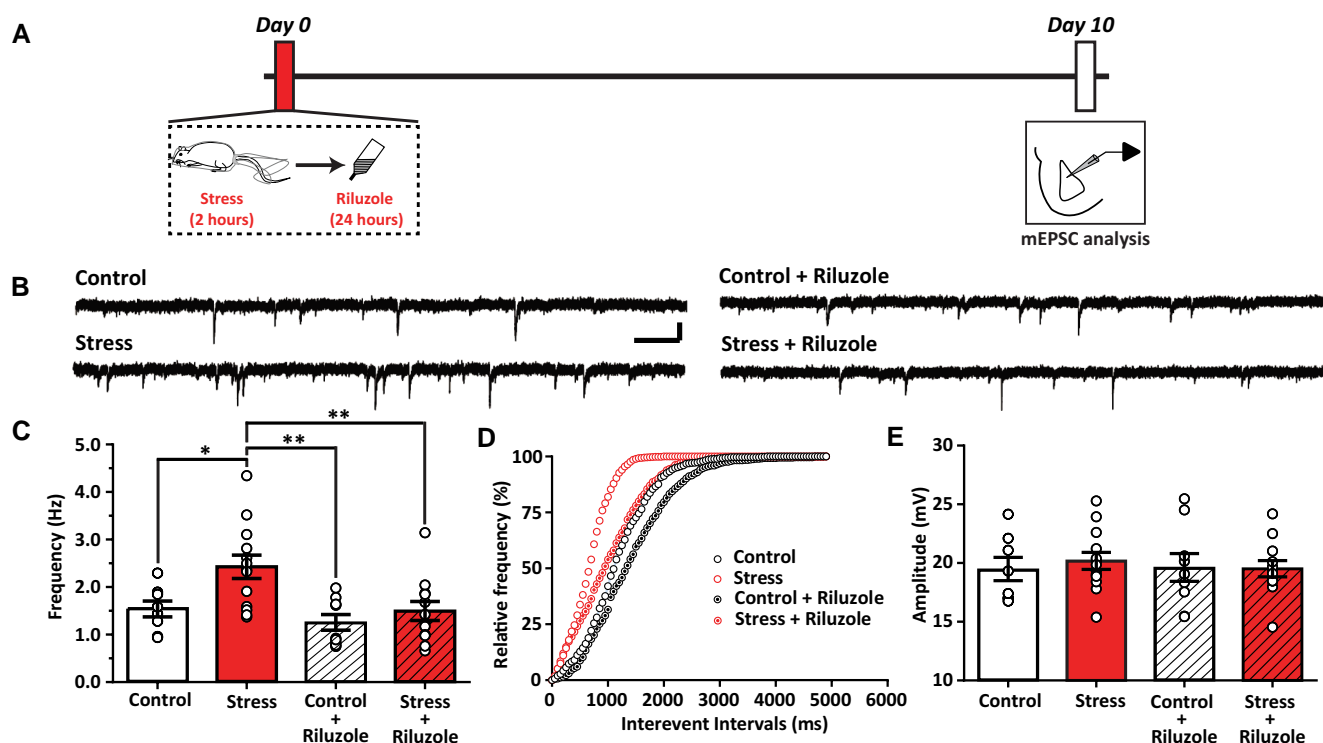 A
Day 0
Day 10
Stress
(2 hours)
Riluzole
(24 hours)
mEPSC analysis
B
Control
Stress
Control + Riluzole
Stress + Riluzole
C
Frequency (Hz)
5.0
4.0
3.0
2.0
1.0
0.0
*
**
**
Control
Stress
Control
+
Riluzole
Stress
+
Riluzole
D
Relative frequency (%)
100
75
50
25
0
0
1000
2000
3000
4000
5000
6000
Interevent Intervals (ms)
Control
Stress
Control + Riluzole
Stress + Riluzole
E
Amplitude (mV)
30
25
20
15
10
Control
Stress
Control
+
Riluzole
Stress
+
Riluzole